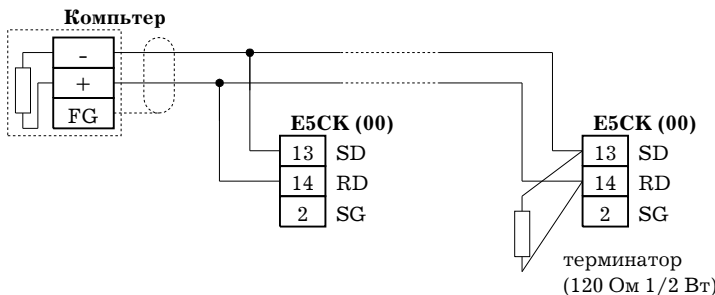 Компьтер
-
+
FG
E5CK (00)
13 SD
14 RD
2 SG
E5CK (00)
13 SD
14 RD
2 SG
терминатор
(120 Ом 1/2 Вт)